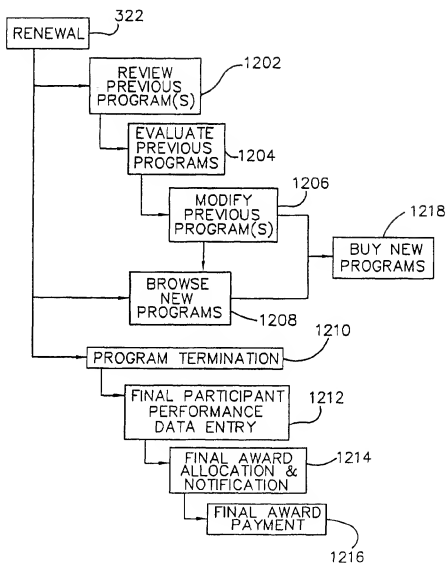 RENEWAL
322
REVIEW
PREVIOUS
PROGRAM(S)
1202
EVALUATE
PREVIOUS
PROGRAMS
1204
MODIFY
PREVIOUS
PROGRAM(S)
1206
BUY NEW
PROGRAMS
1218
BROWSE
NEW
PROGRAMS
1208
PROGRAM TERMINATION
1210
FINAL PARTICIPANT
PERFORMANCE
DATA ENTRY
1212
FINAL AWARD
ALLOCATION &
NOTIFICATION
1214
FINAL AWARD
PAYMENT
1216